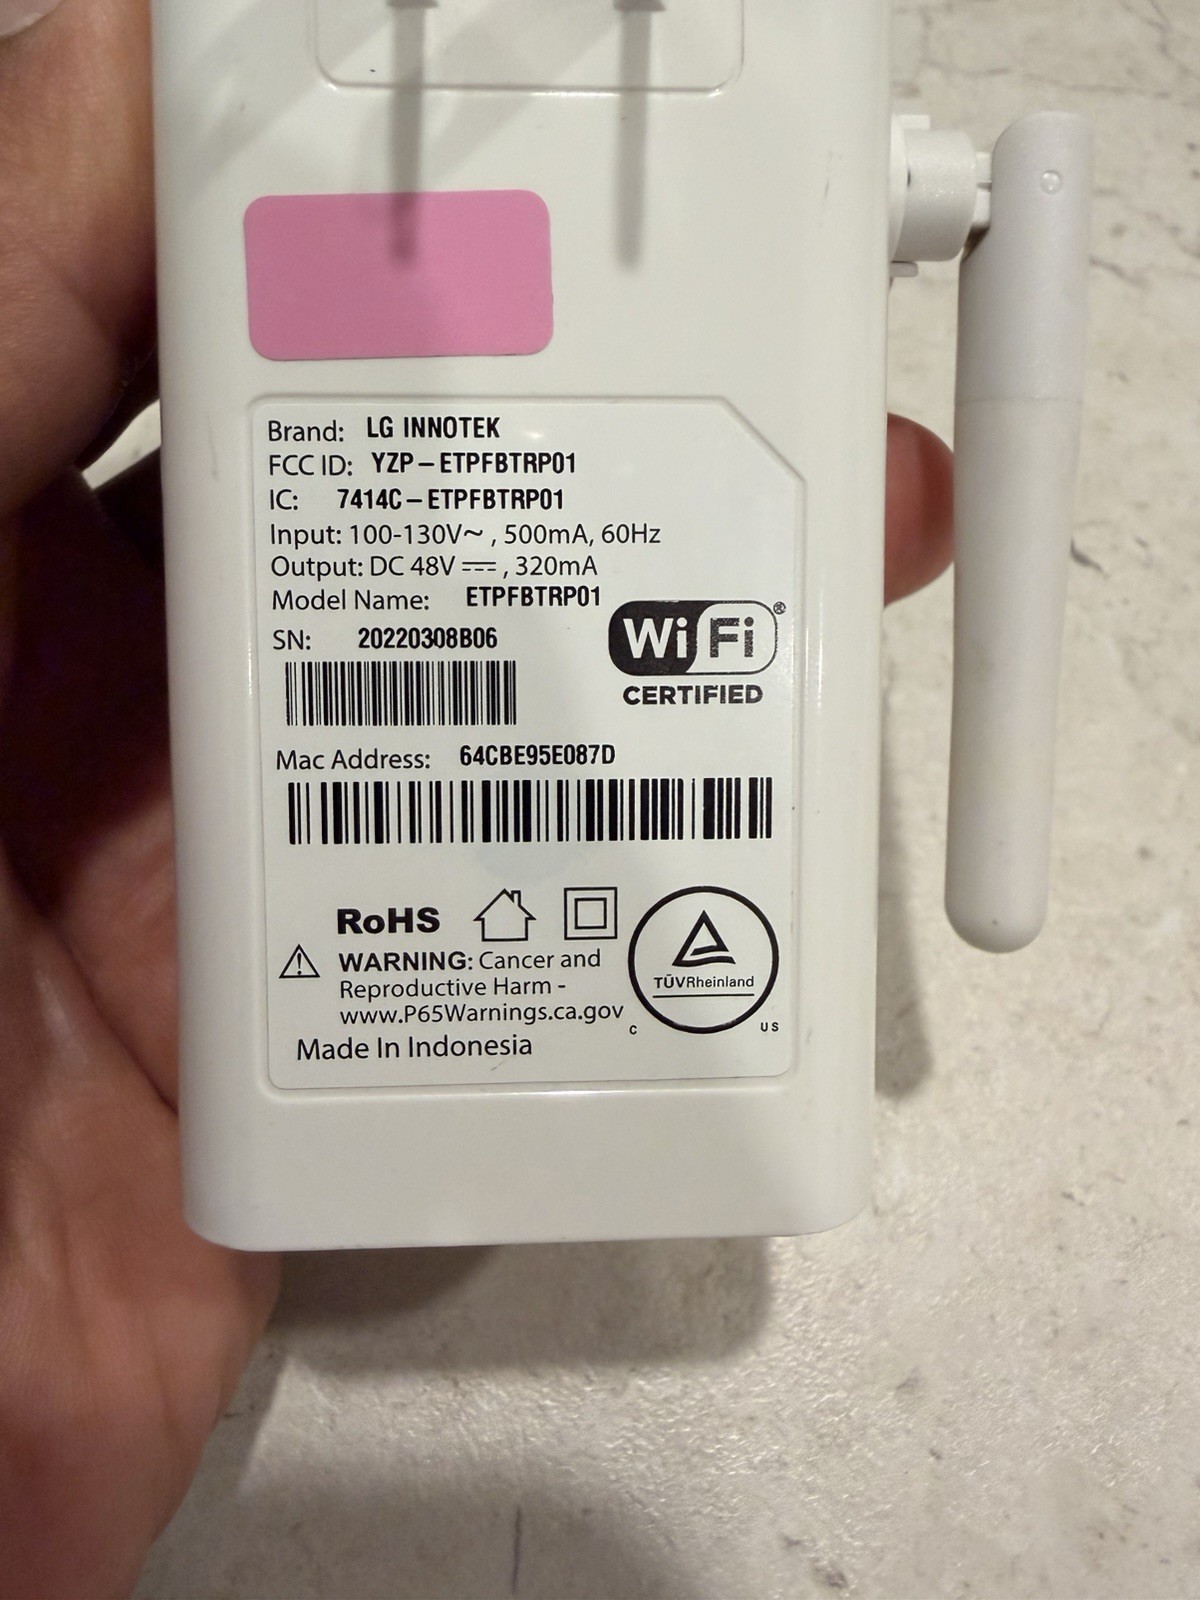 Brand: LG INNOTEK
FCC ID: YZP-ETPFBTRP01
IC: 7414C-ETPFBTRP01
Input: 100-130V~ , 500mA, 60Hz
Output: DC 48V ⎓ , 320mA
Model Name: ETPFBTRP01
SN: 20220308B06
Wi Fi ®
CERTIFIED
Mac Address: 64CBE95E087D
RoHS
WARNING: Cancer and
Reproductive Harm -
www.P65Warnings.ca.gov
TÜVRheinland
C US
Made In Indonesia